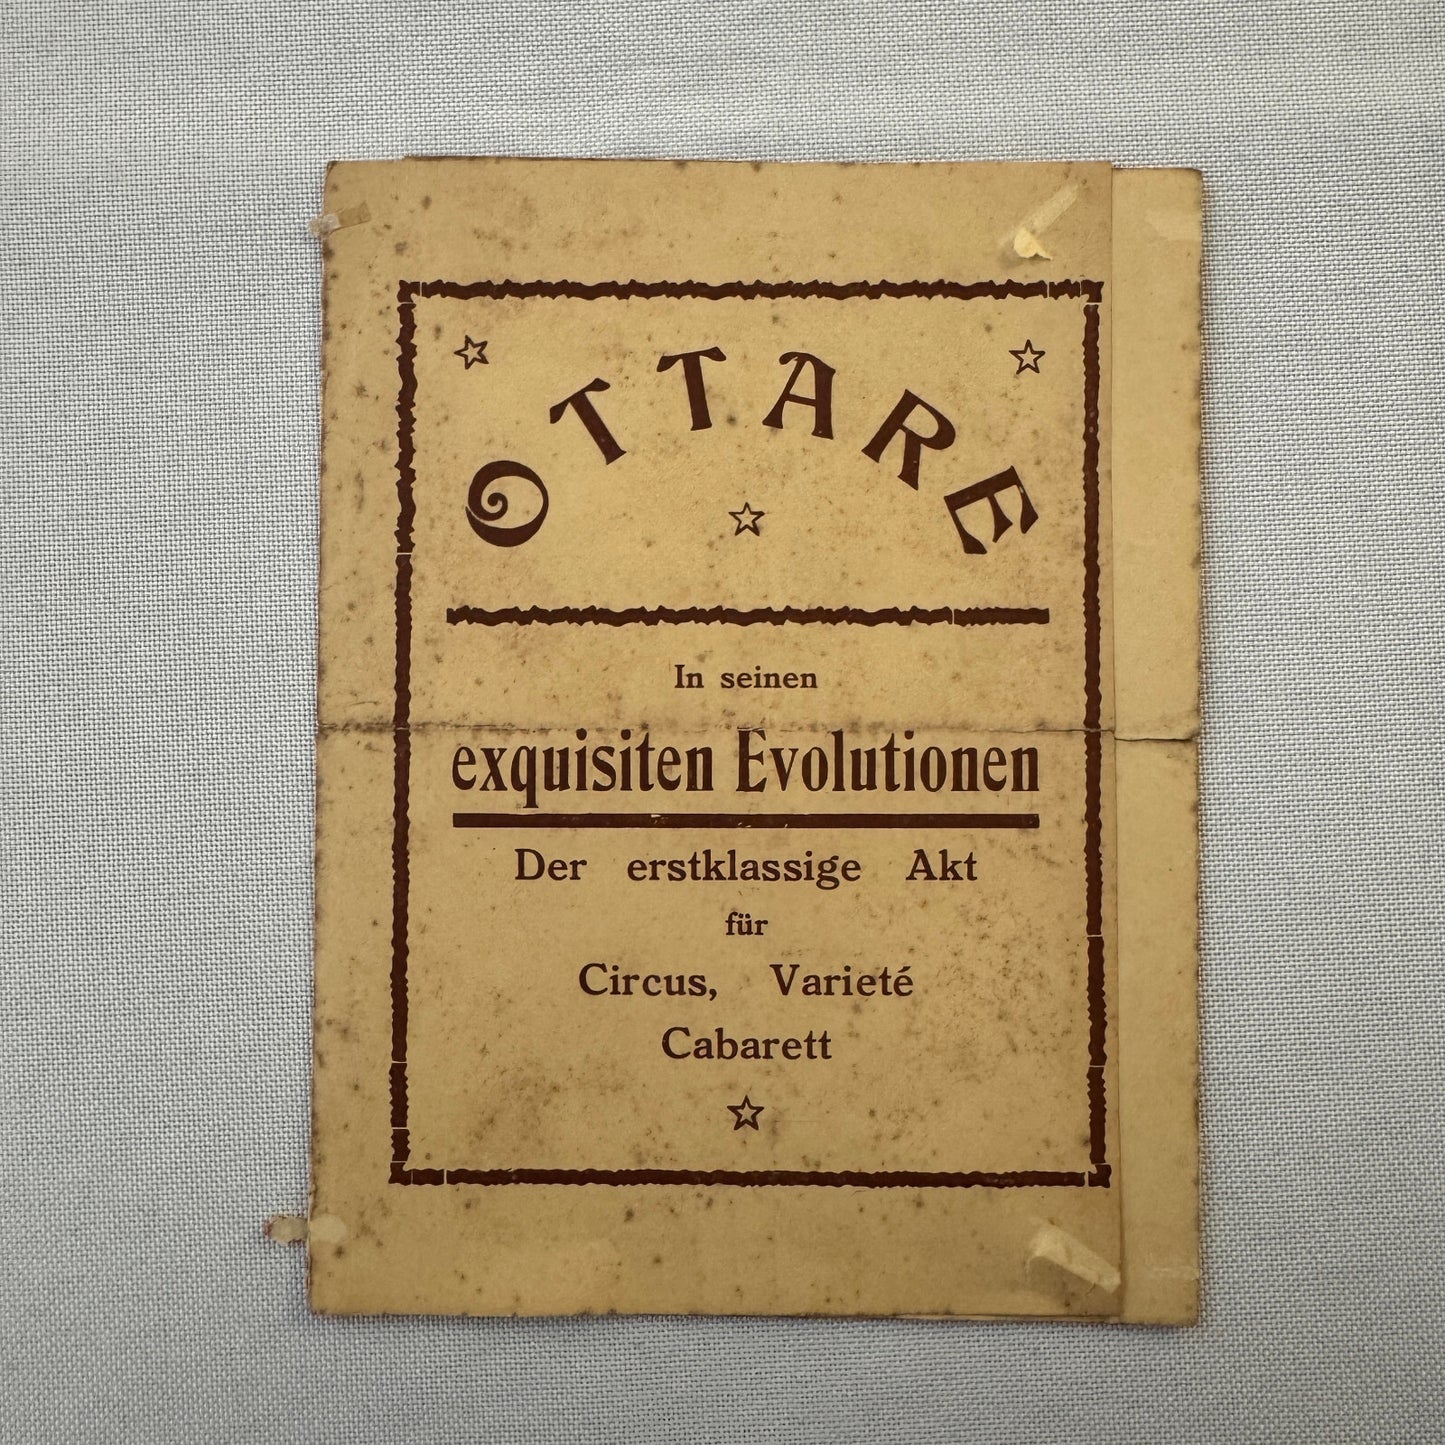 OTTARE
In seinen
exquisiten Evolutionen
Der erstklassige Akt
für
Circus, Varieté
Cabarett